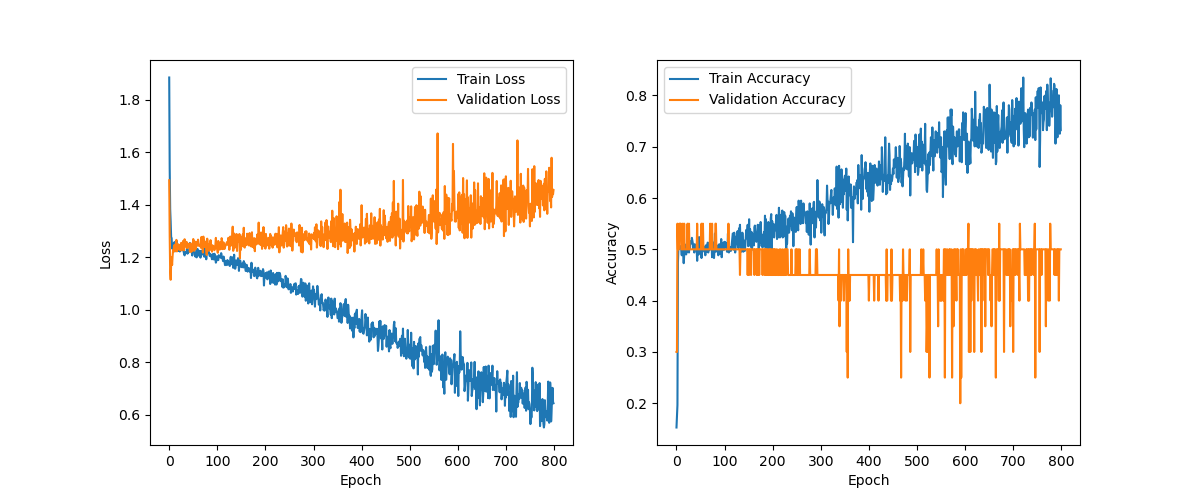 Train Loss
Validation Loss
1.8
1.6
1.4
1.2
1.0
0.8
0.6
Loss
0 100 200 300 400 500 600 700 800
Epoch
Train Accuracy
Validation Accuracy
0.8
0.7
0.6
0.5
0.4
0.3
0.2
Accuracy
0 100 200 300 400 500 600 700 800
Epoch